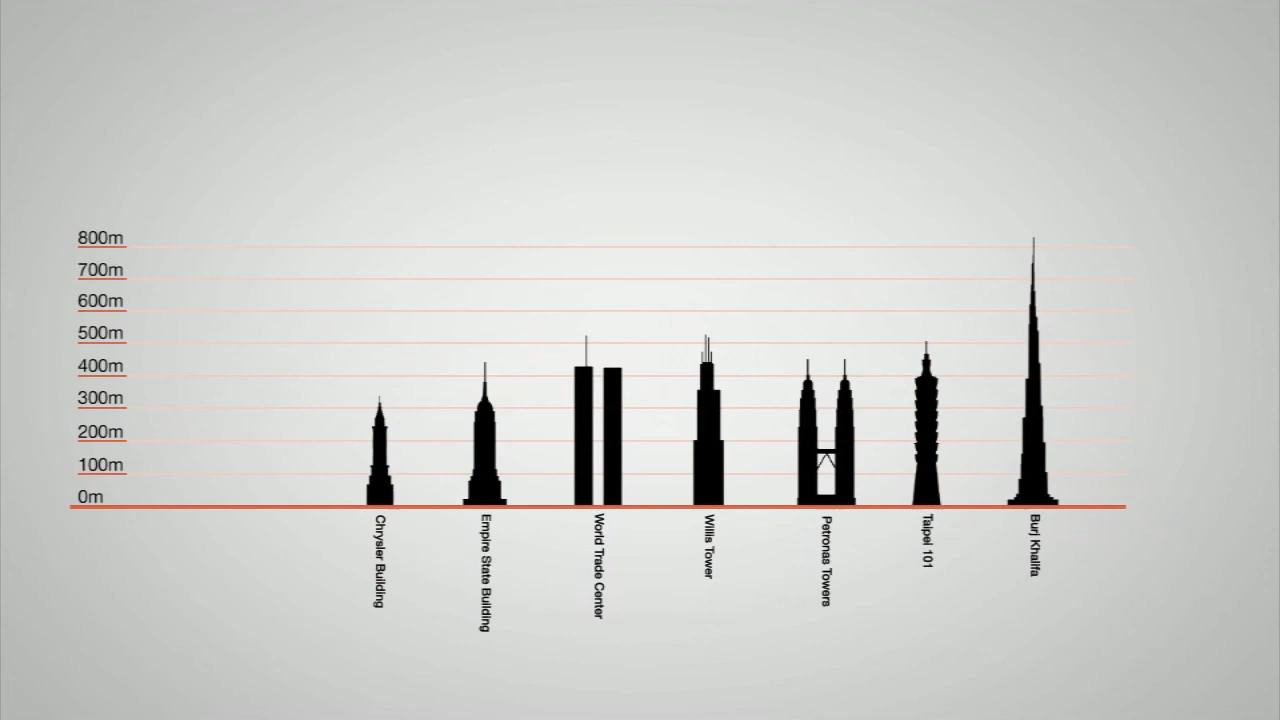 800m
700m
600m
500m
400m
300m
200m
100m
0m
Chrysler Building
Empire State Building
World Trade Center
Willis Tower
Petronas Towers
Taipei 101
Burj Khalifa